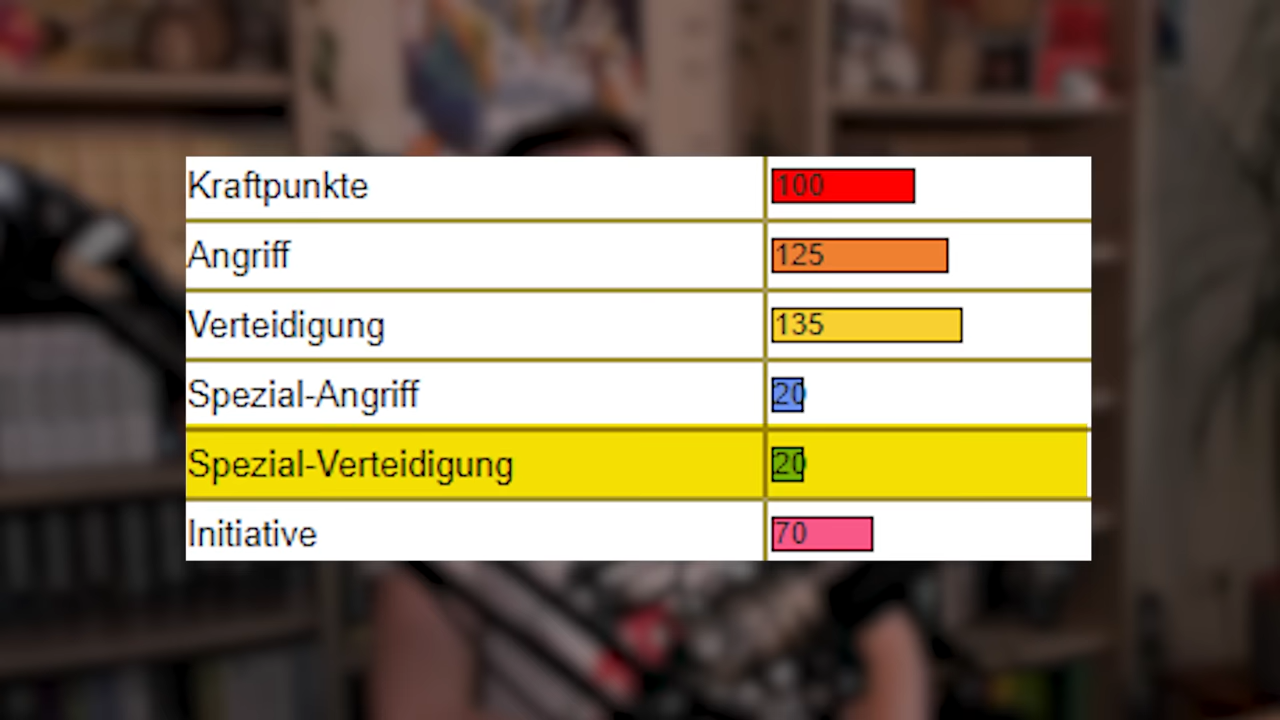 Kraftpunkte 100
Angriff 125
Verteidigung 135
Spezial-Angriff 20
Spezial-Verteidigung 20
Initiative 70